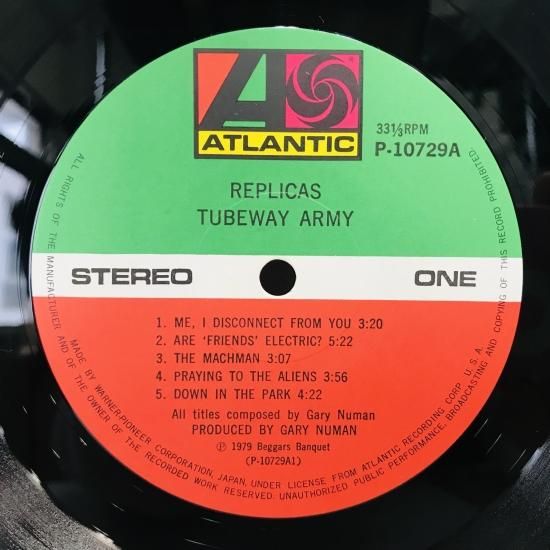 ATLANTIC
33⅓RPM
P-10729A
REPLICAS
TUBEWAY ARMY
STEREO
ONE
1. ME, I DISCONNECT FROM YOU 3:20
2. ARE 'FRIENDS' ELECTRIC? 5:22
3. THE MACHMAN 3:07
4. PRAYING TO THE ALIENS 3:56
5. DOWN IN THE PARK 4:22
All titles composed by Gary Numan
PRODUCED BY GARY NUMAN
Ⓟ 1979 Beggars Banquet
(P-10729A1)
MADE BY WARNER-PIONEER CORPORATION, JAPAN, UNDER LICENSE FROM ATLANTIC RECORDING CORP. U.S.A.
ALL RIGHTS OF THE MANUFACTURER AND OF THE OWNER OF THE RECORDED WORK RESERVED. UNAUTHORIZED PUBLIC PERFORMANCE, BROADCASTING AND COPYING OF THIS RECORD PROHIBITED.